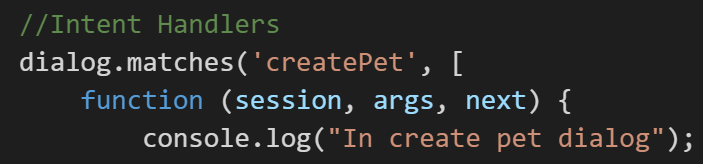 //Intent Handlers
dialog.matches('createPet', [
    function (session, args, next) {
        console.log("In create pet dialog");